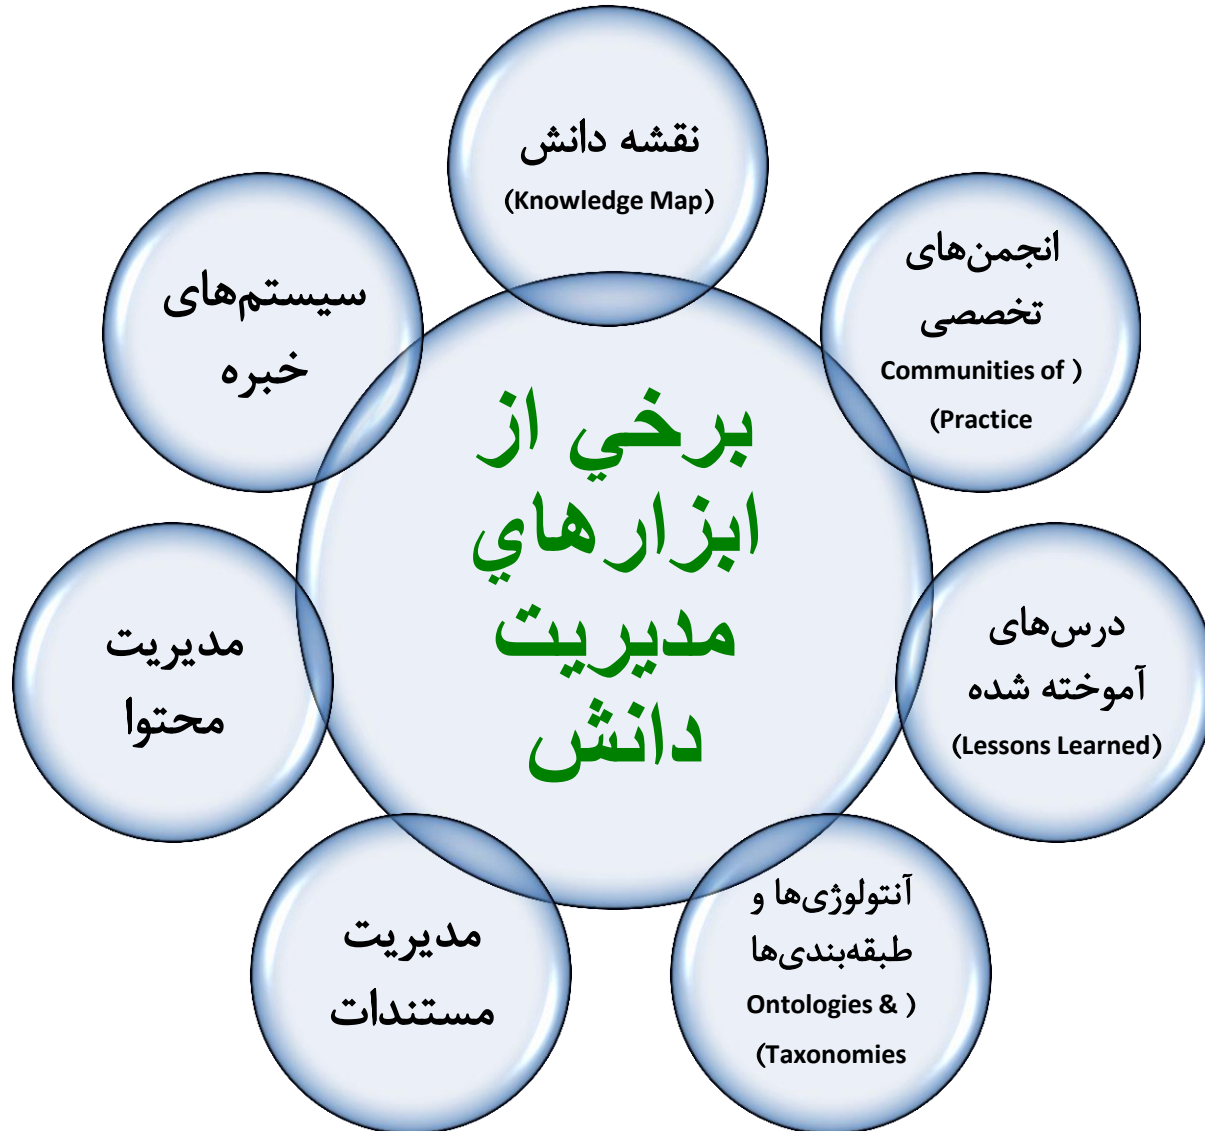 نقشه دانش
(Knowledge Map)
انجمن‌های
تخصصی
(Communities of
Practice)
درس‌های
آموخته شده
(Lessons Learned)
آنتولوژی‌ها و
طبقه‌بندی‌ها
(Ontologies &
Taxonomies)
مدیریت
مستندات
مدیریت
محتوا
سیستم‌های
خبره
برخي از
ابزارهاي
مديريت
دانش